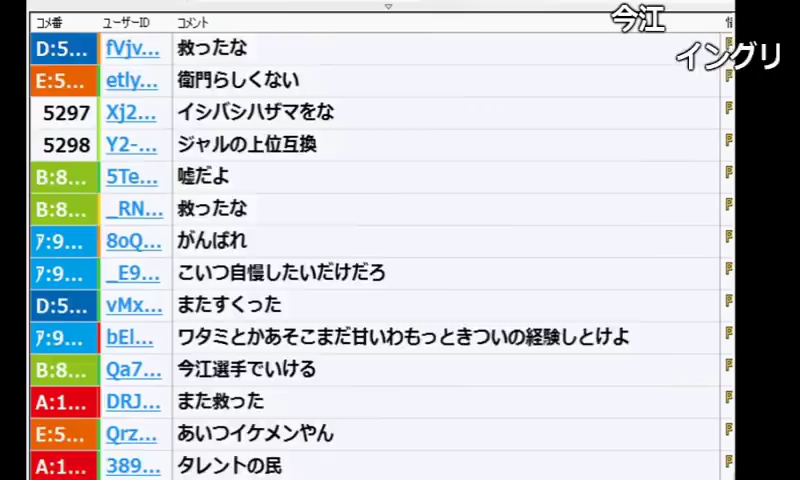 今江
イングリ
コメ番 ユーザーID コメント
D:5... fVjv... 救ったな
E:5... etly... 衛門らしくない
5297 Xj2... イシバシハザマをな
5298 Y2-... ジャルの上位互換
B:8... 5Te... 嘘だよ
B:8... _RN... 救ったな
ｱ:9... 8oQ... がんばれ
ｱ:9... _E9... こいつ自慢したいだけだろ
D:5... vMx... またすくった
ｱ:9... bEl... ワタミとかあそこまだ甘いわもっときついの経験しとけよ
B:8... Qa7... 今江選手でいける
A:1... DRJ... また救った
E:5... Qrz... あいつイケメンやん
A:1... 389... タレントの民